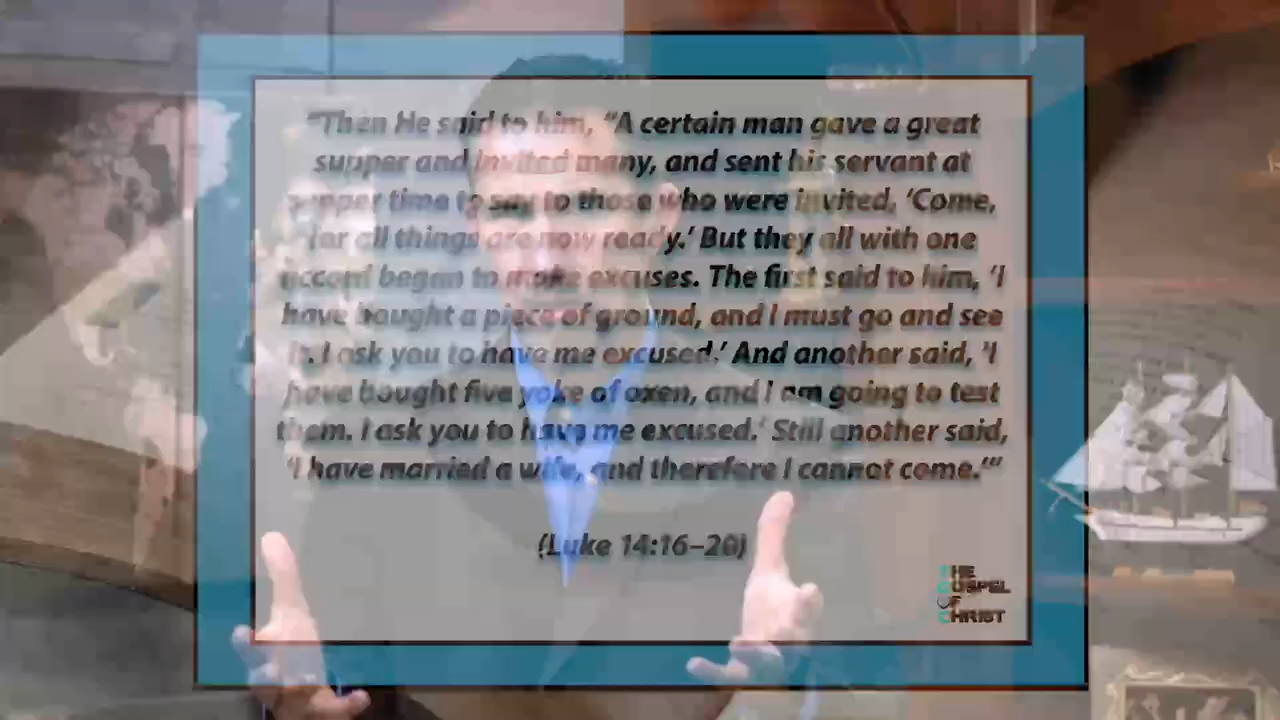 "Then He said to him, "A certain man gave a great
supper and invited many, and sent his servant at
supper time to say to those who were invited, 'Come,
for all things are now ready.' But they all with one
accord began to make excuses. The first said to him, 'I
have bought a piece of ground, and I must go and see
it. I ask you to have me excused.' And another said, 'I
have bought five yoke of oxen, and I am going to test
them. I ask you to have me excused.' Still another said,
'I have married a wife, and therefore I cannot come.'"
(Luke 14:16–20)
THE
GOSPEL
OF
CHRIST